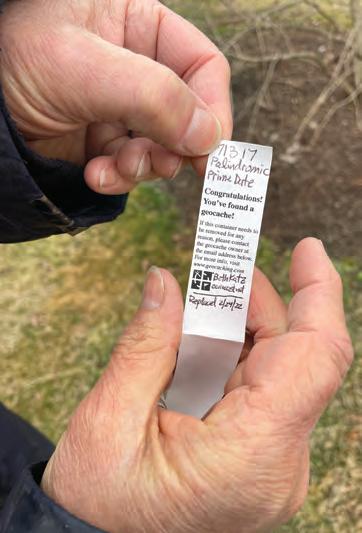 71317
Palindromic
Prime Date
Congratulations!
You've found a
geocache!
If this container needs to
be removed for any
reason, please contact
the geocache owner at
the email address below.
For more info, visit
www.geocaching.com
Replaced 2/27/22